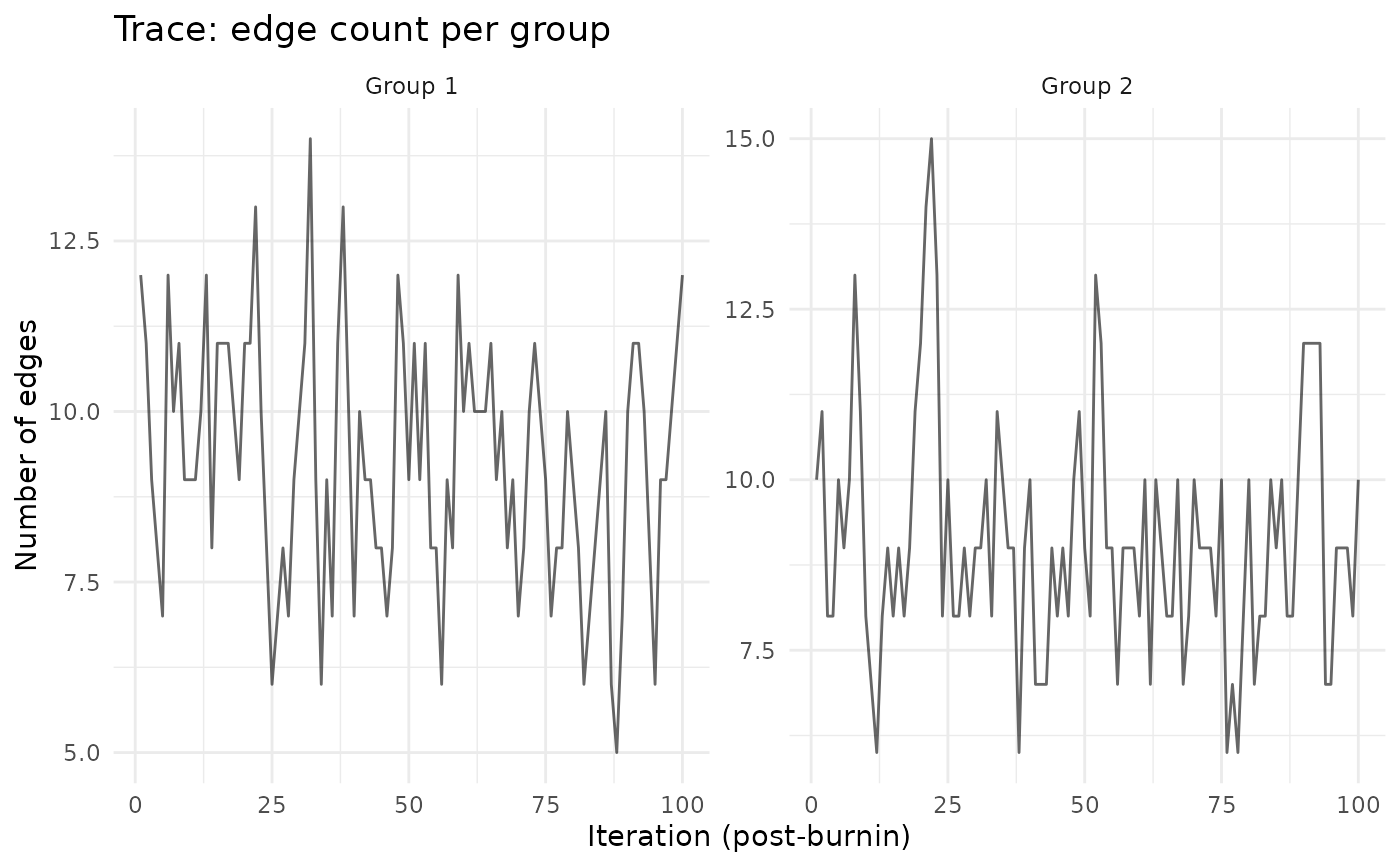 Trace: edge count per group
Group 1
Group 2
Number of edges
12.5
10.0
7.5
5.0
15.0
12.5
10.0
7.5
0 25 50 75 100
0 25 50 75 100
Iteration (post-burnin)